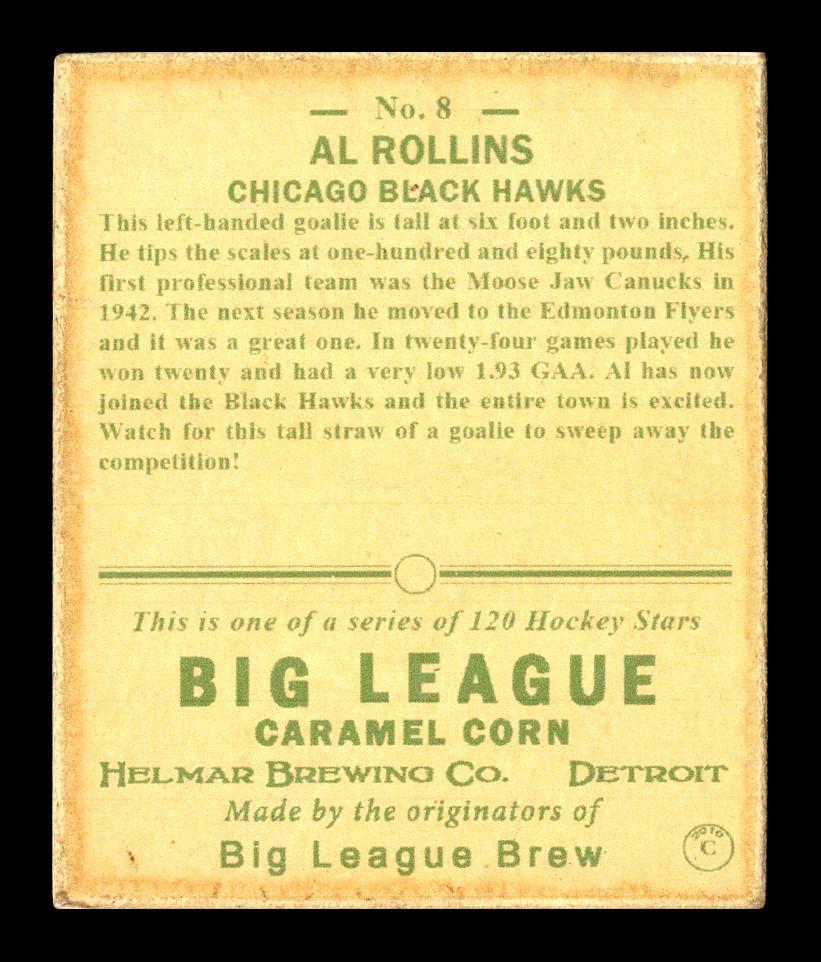 — No. 8 —
AL ROLLINS
CHICAGO BLACK HAWKS
This left-handed goalie is tall at six foot and two inches.
He tips the scales at one-hundred and eighty pounds. His
first professional team was the Moose Jaw Canucks in
1942. The next season he moved to the Edmonton Flyers
and it was a great one. In twenty-four games played he
won twenty and had a very low 1.93 GAA. Al has now
joined the Black Hawks and the entire town is excited.
Watch for this tall straw of a goalie to sweep away the
competition!
This is one of a series of 120 Hockey Stars
BIG LEAGUE
CARAMEL CORN
HELMAR BREWING CO. DETROIT
Made by the originators of
Big League Brew
2010
C